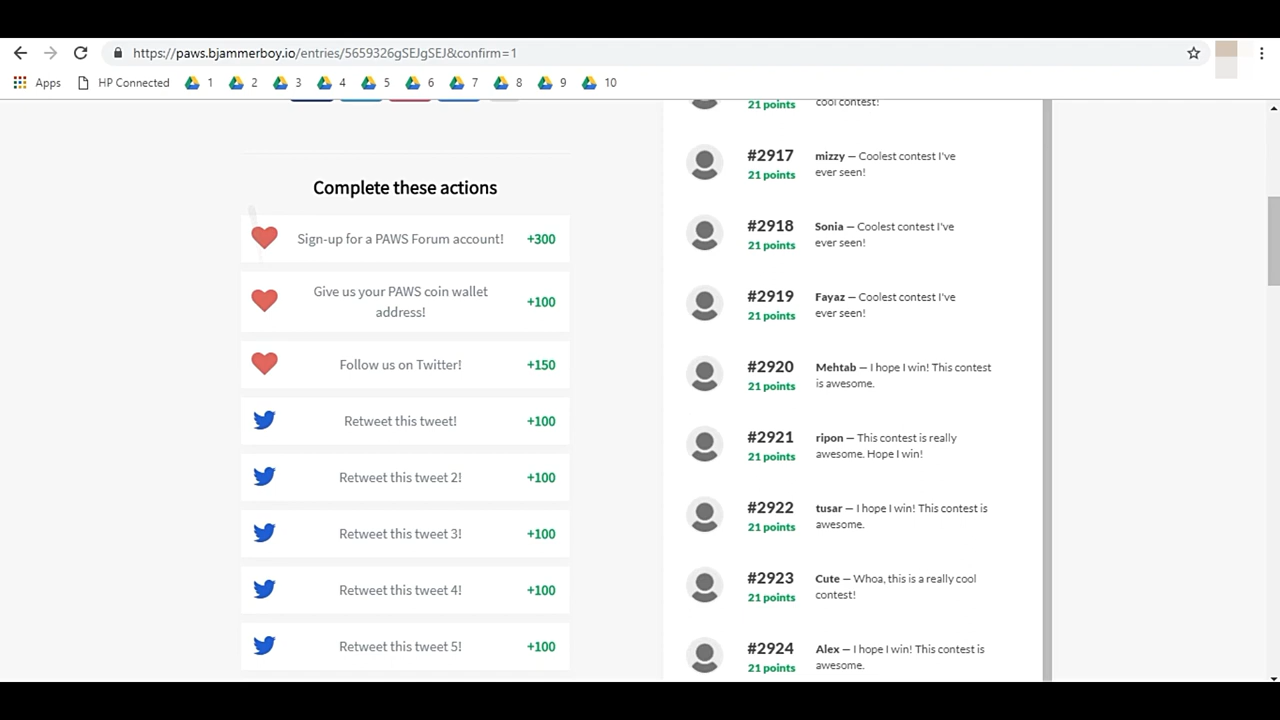 https://paws.bjammerboy.io/entries/5659326gSEJgSEJ&confirm=1
Apps HP Connected 1 2 3 4 5 6 7 8 9 10
Complete these actions
Sign-up for a PAWS Forum account! +300
Give us your PAWS coin wallet
address! +100
Follow us on Twitter! +150
Retweet this tweet! +100
Retweet this tweet 2! +100
Retweet this tweet 3! +100
Retweet this tweet 4! +100
Retweet this tweet 5! +100
21 points cool contest!
#2917 mizzy — Coolest contest I've
21 points ever seen!
#2918 Sonia — Coolest contest I've
21 points ever seen!
#2919 Fayaz — Coolest contest I've
21 points ever seen!
#2920 Mehtab — I hope I win! This contest
21 points is awesome.
#2921 ripon — This contest is really
21 points awesome. Hope I win!
#2922 tusar — I hope I win! This contest is
21 points awesome.
#2923 Cute — Whoa, this is a really cool
21 points contest!
#2924 Alex — I hope I win! This contest is
21 points awesome.